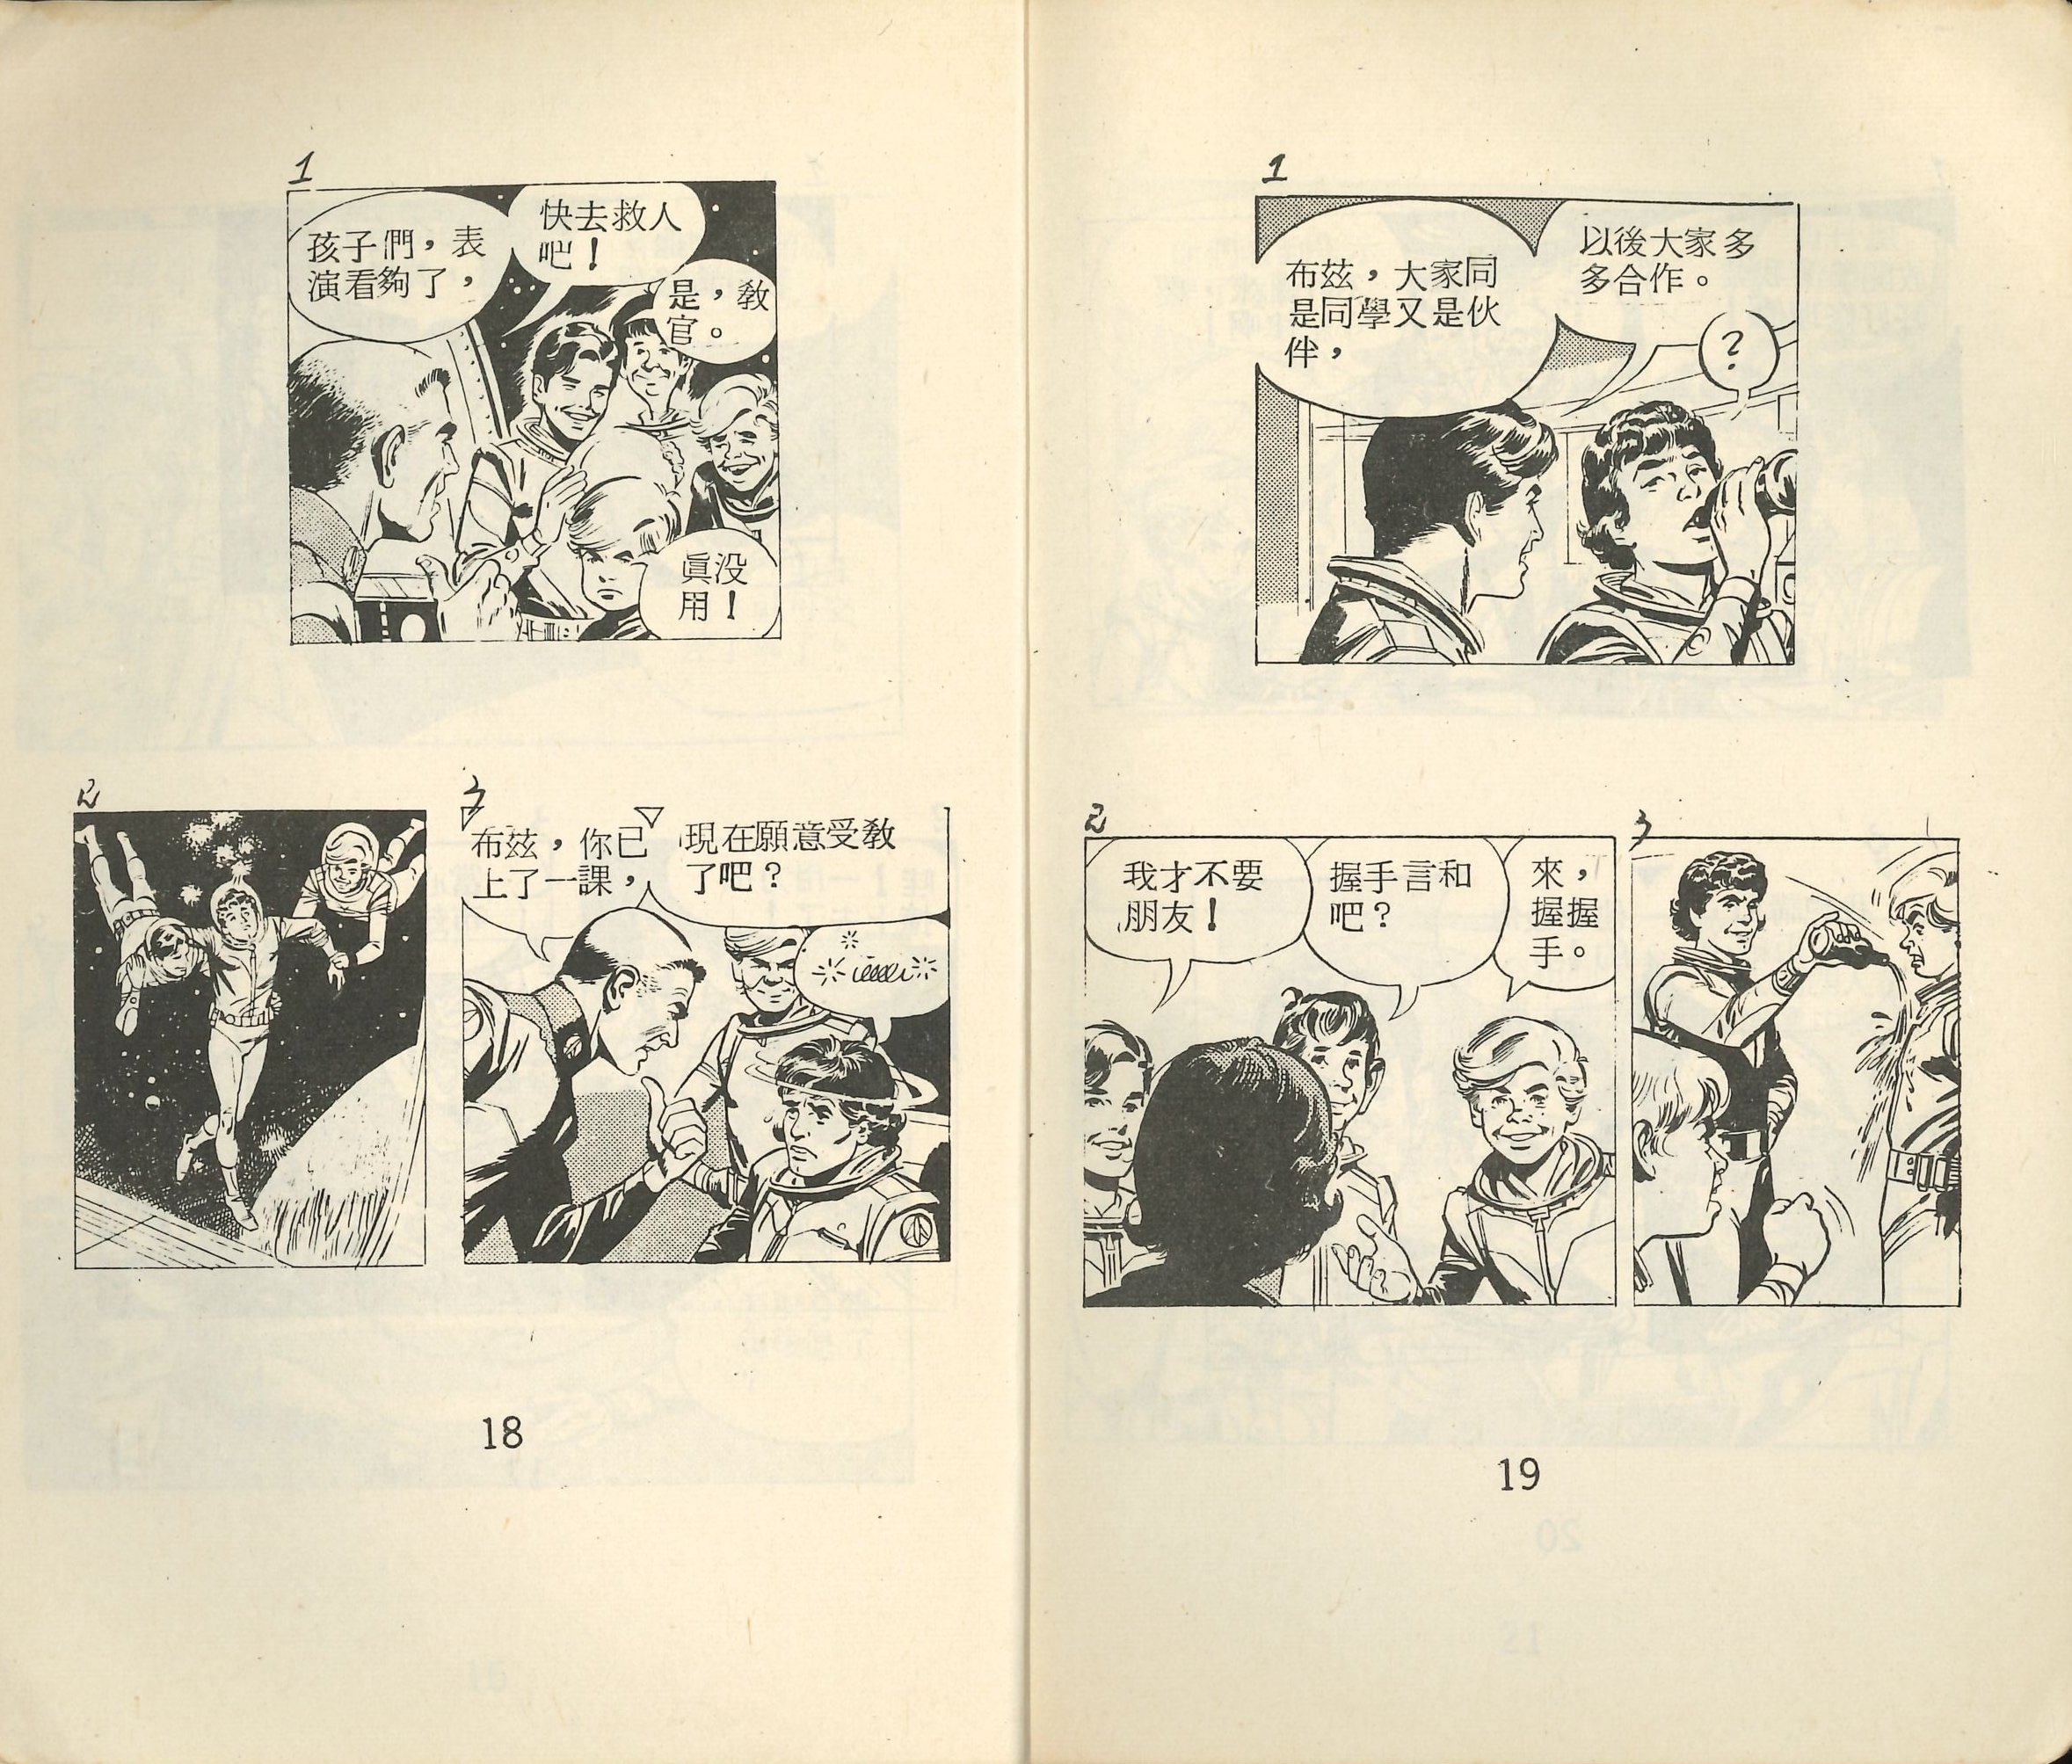 1
孩子們，表
演看夠了，
快去救人
吧！
是，教
官。
眞没
用！
2
3
布兹，你已
上了一課，
現在願意受教
了吧？
18
1
布兹，大家同
是同學又是伙
伴，
以後大家多
多合作。
?
2
我才不要
朋友！
握手言和
吧？
來，
握握
手。
3
19